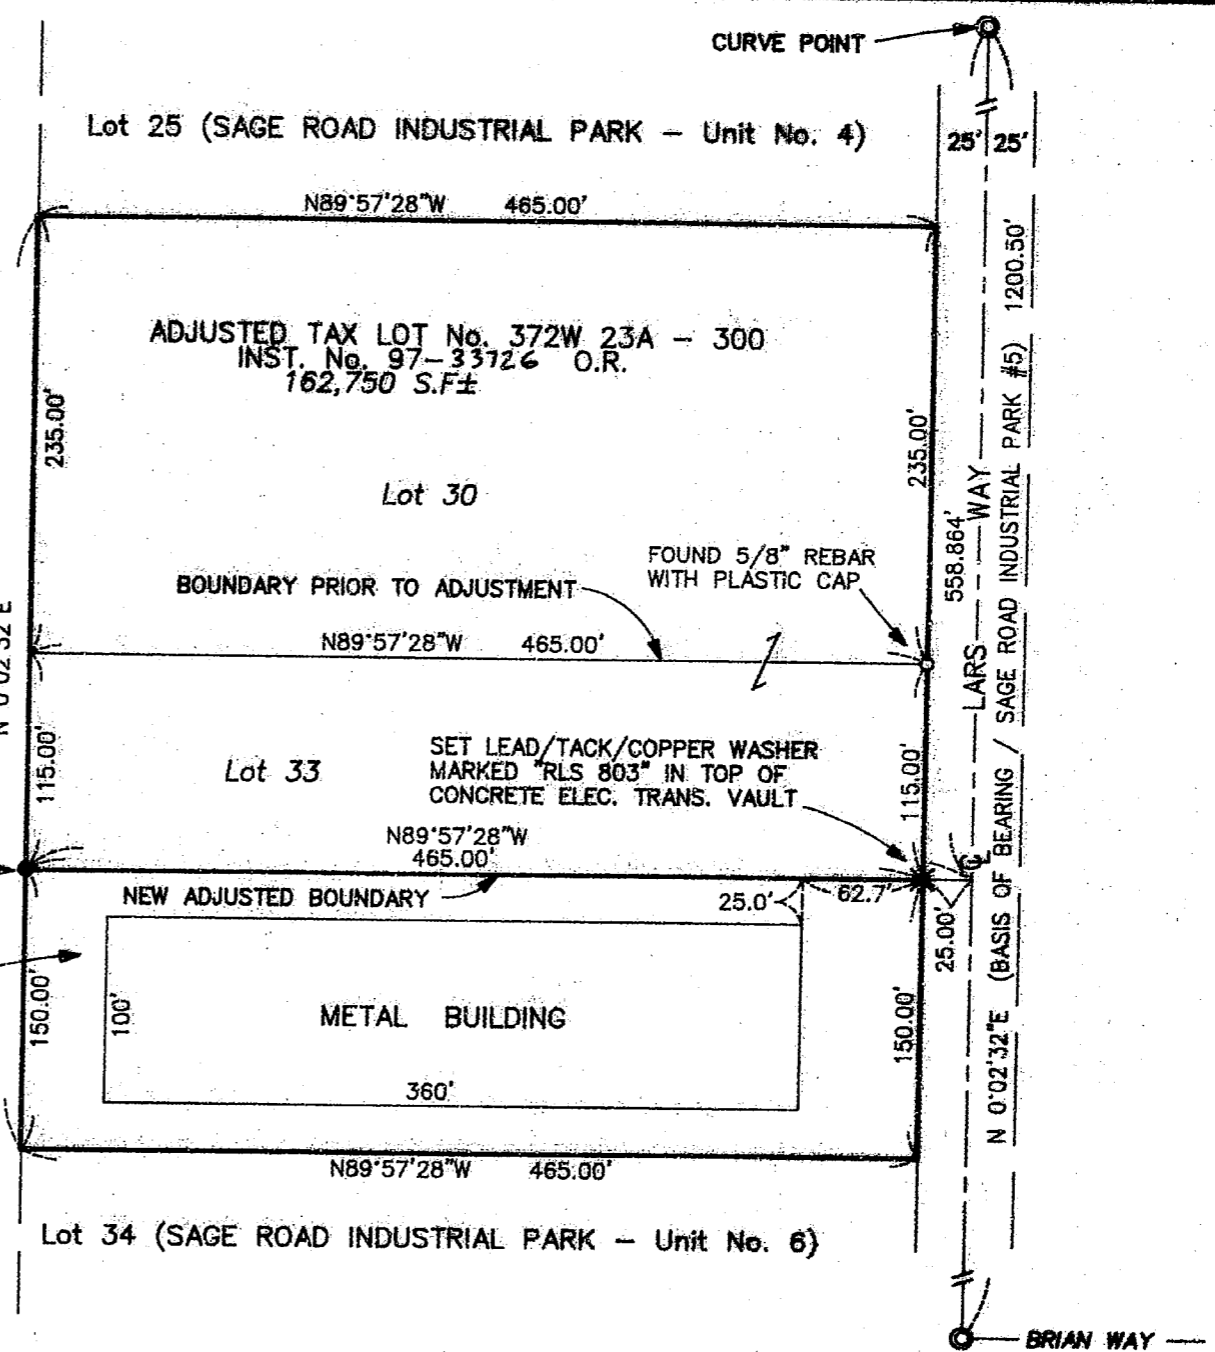 CURVE POINT
Lot 25 (SAGE ROAD INDUSTRIAL PARK - Unit No. 4)
25' 25'
N89°57'28"W 465.00'
ADJUSTED TAX LOT No. 372W 23A - 300
INST. No. 97-33726 O.R.
162,750 S.F±
235.00'
235.00'
Lot 30
BOUNDARY PRIOR TO ADJUSTMENT
FOUND 5/8" REBAR
WITH PLASTIC CAP
558.864'
LARS WAY
N 0°02'32"E (BASIS OF BEARING / SAGE ROAD INDUSTRIAL PARK #5) 1200.50'
N 0°02'32"E
N89°57'28"W 465.00'
115.00'
Lot 33
SET LEAD/TACK/COPPER WASHER
MARKED "RLS 803" IN TOP OF
CONCRETE ELEC. TRANS. VAULT
115.00'
N89°57'28"W
465.00'
NEW ADJUSTED BOUNDARY
25.0'
62.7'
25.00'
150.00'
100'
METAL BUILDING
150.00'
360'
N89°57'28"W 465.00'
Lot 34 (SAGE ROAD INDUSTRIAL PARK - Unit No. 6)
BRIAN WAY